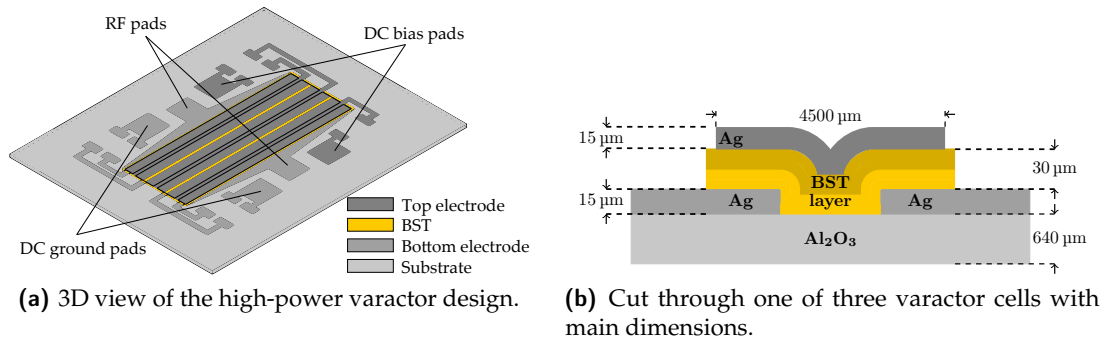 RF pads
DC bias pads
DC ground pads
Top electrode
BST
Bottom electrode
Substrate
(a) 3D view of the high-power varactor design.
4500 µm
15 µm
Ag
30 µm
BST
layer
15 µm
Ag
Ag
Al₂O₃
640 µm
(b) Cut through one of three varactor cells with
main dimensions.